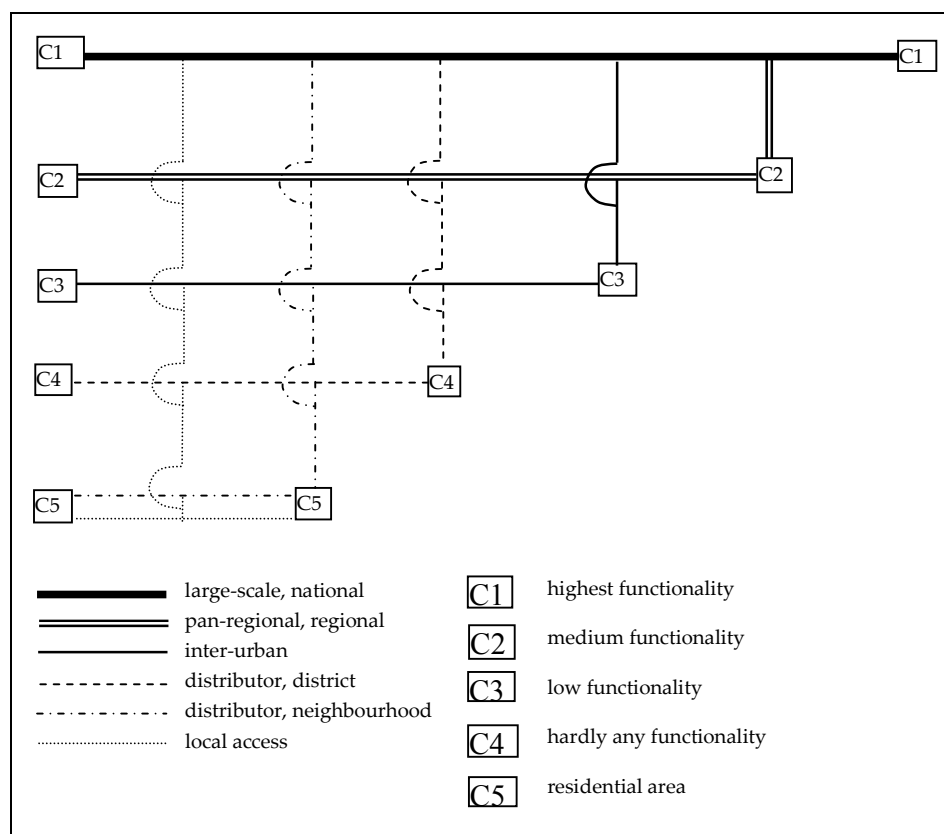 C1
C1
C2
C2
C3
C3
C4
C4
C5
C5
large-scale, national
pan-regional, regional
inter-urban
distributor, district
distributor, neighbourhood
local access
C1 highest functionality
C2 medium functionality
C3 low functionality
C4 hardly any functionality
C5 residential area